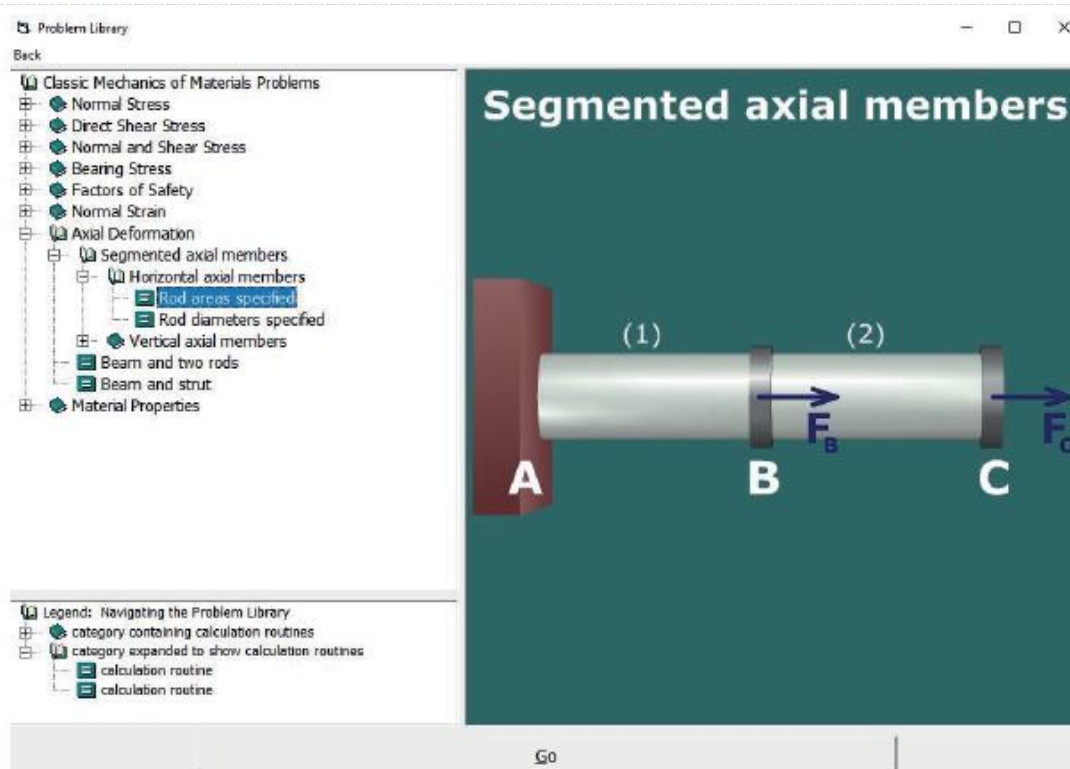 Problem Library
Back
Classic Mechanics of Materials Problems
Normal Stress
Direct Shear Stress
Normal and Shear Stress
Bearing Stress
Factors of Safety
Normal Strain
Axial Deformation
Segmented axial members
Horizontal axial members
Rod areas specified
Rod diameters specified
Vertical axial members
Beam and two rods
Beam and strut
Material Properties
Legend: Navigating the Problem Library
category containing calculation routines
category expanded to show calculation routines
calculation routine
calculation routine
Segmented axial members
(1) (2)
F_B F_C
A B C
Go